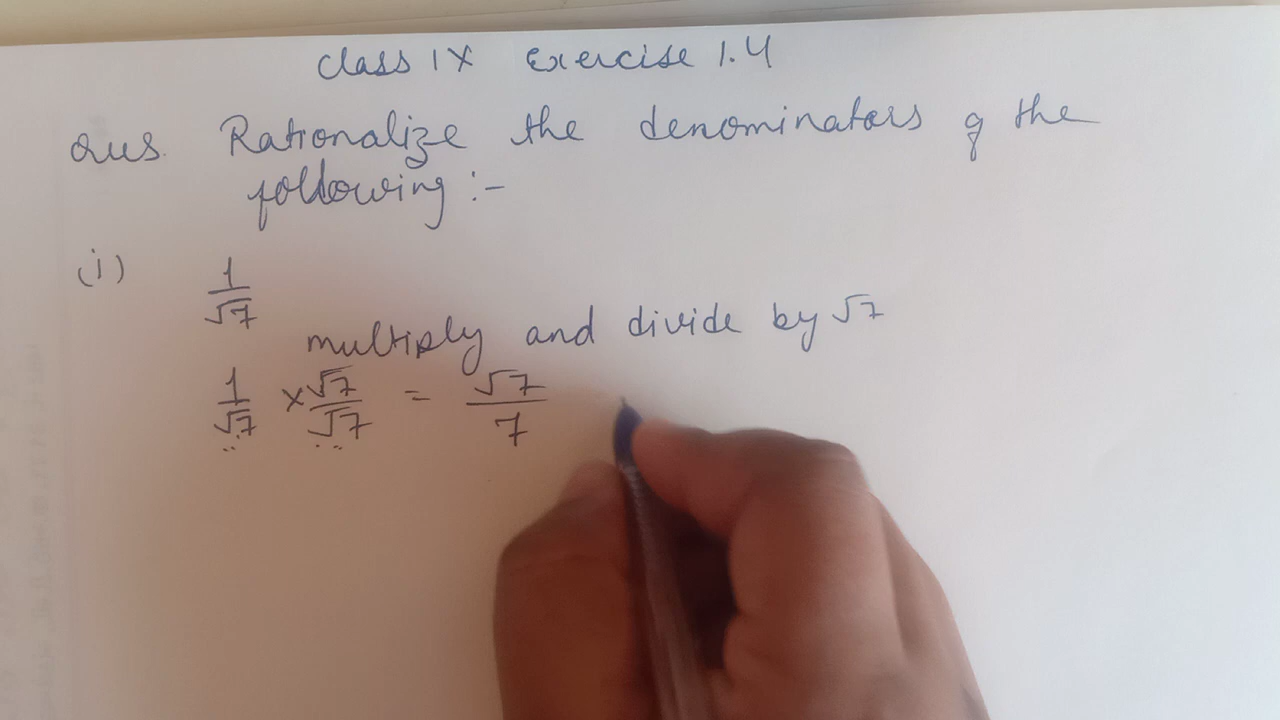 Class IX Exercise 1.4
Ques. Rationalize the denominators of the
following :-
(i) 1/√7
multiply and divide by √7
1/√7 × √7/√7 = √7/7